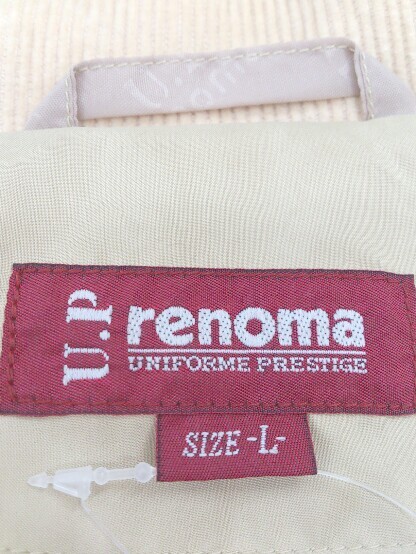 U.P
renoma
UNIFORME PRESTIGE
SIZE -L-